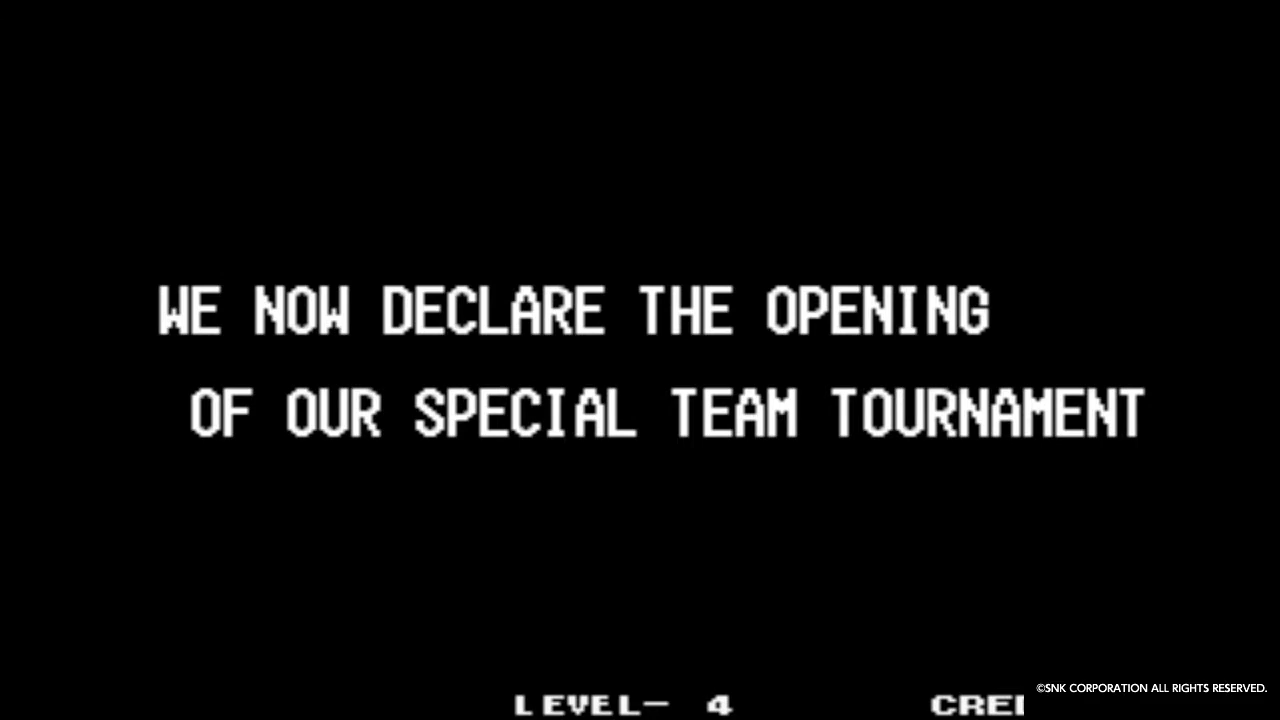 WE NOW DECLARE THE OPENING
OF OUR SPECIAL TEAM TOURNAMENT
©SNK CORPORATION ALL RIGHTS RESERVED.
LEVEL- 4